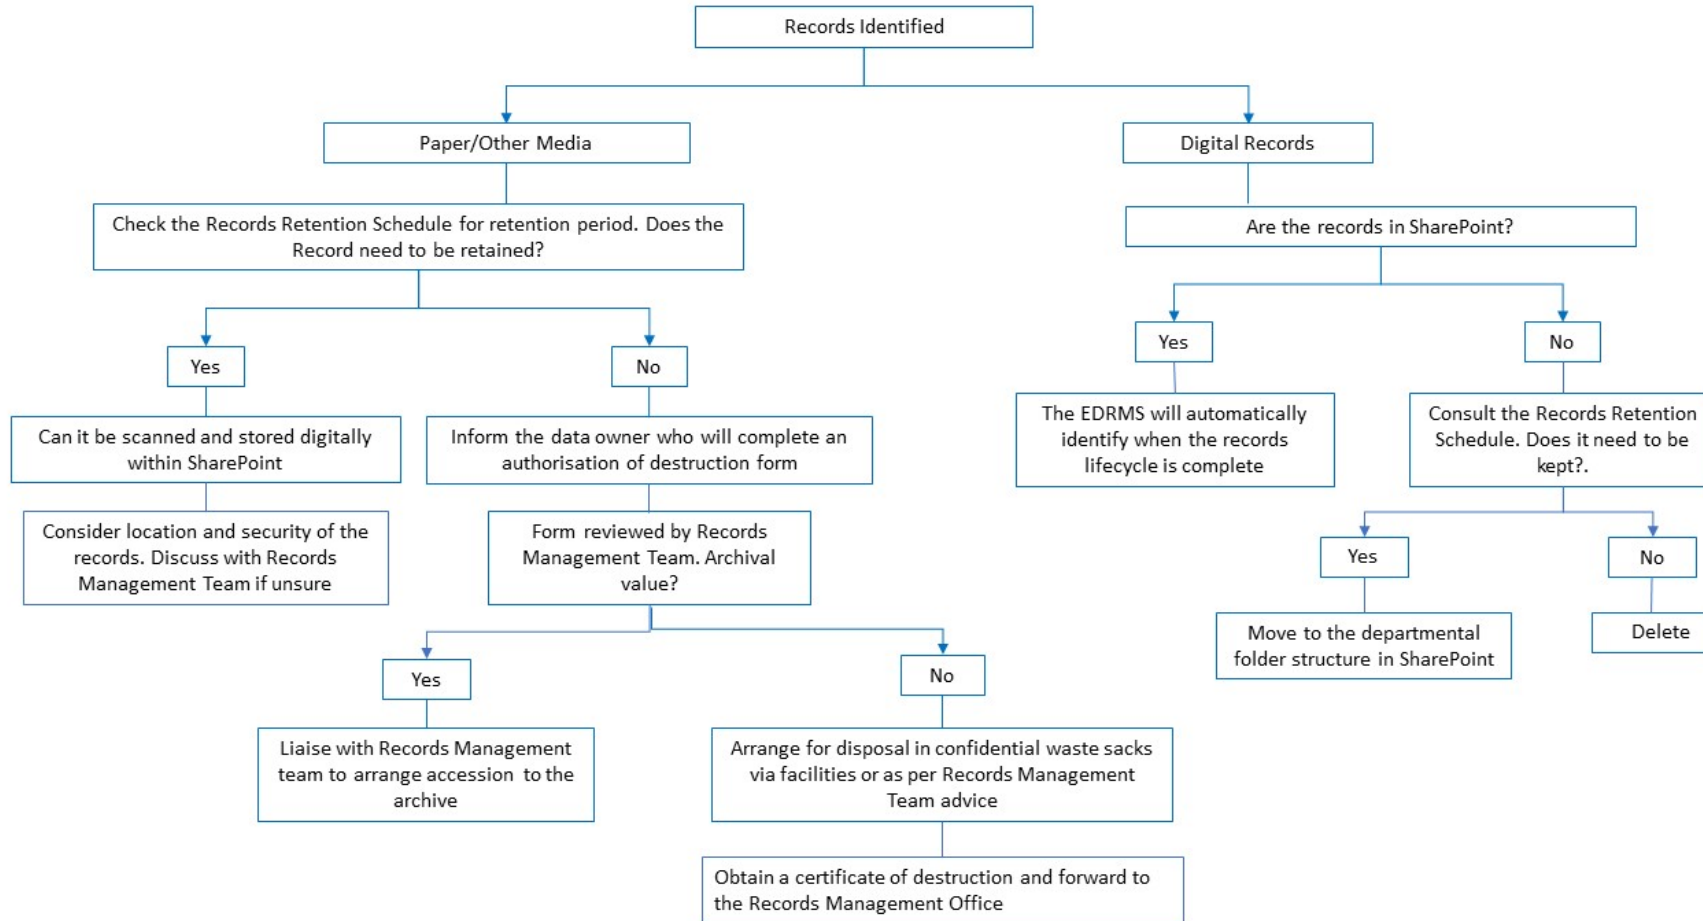 Records Identified
Paper/Other Media
Digital Records
Check the Records Retention Schedule for retention period. Does the
Record need to be retained?
Are the records in SharePoint?
Yes
No
Yes
No
Can it be scanned and stored digitally
within SharePoint
Inform the data owner who will complete an
authorisation of destruction form
The EDRMS will automatically
identify when the records
lifecycle is complete
Consult the Records Retention
Schedule. Does it need to be
kept?.
Consider location and security of the
records. Discuss with Records
Management Team if unsure
Form reviewed by Records
Management Team. Archival
value?
Yes
No
Yes
No
Move to the departmental
folder structure in SharePoint
Delete
Liaise with Records Management
team to arrange accession to the
archive
Arrange for disposal in confidential waste sacks
via facilities or as per Records Management
Team advice
Obtain a certificate of destruction and forward to
the Records Management Office